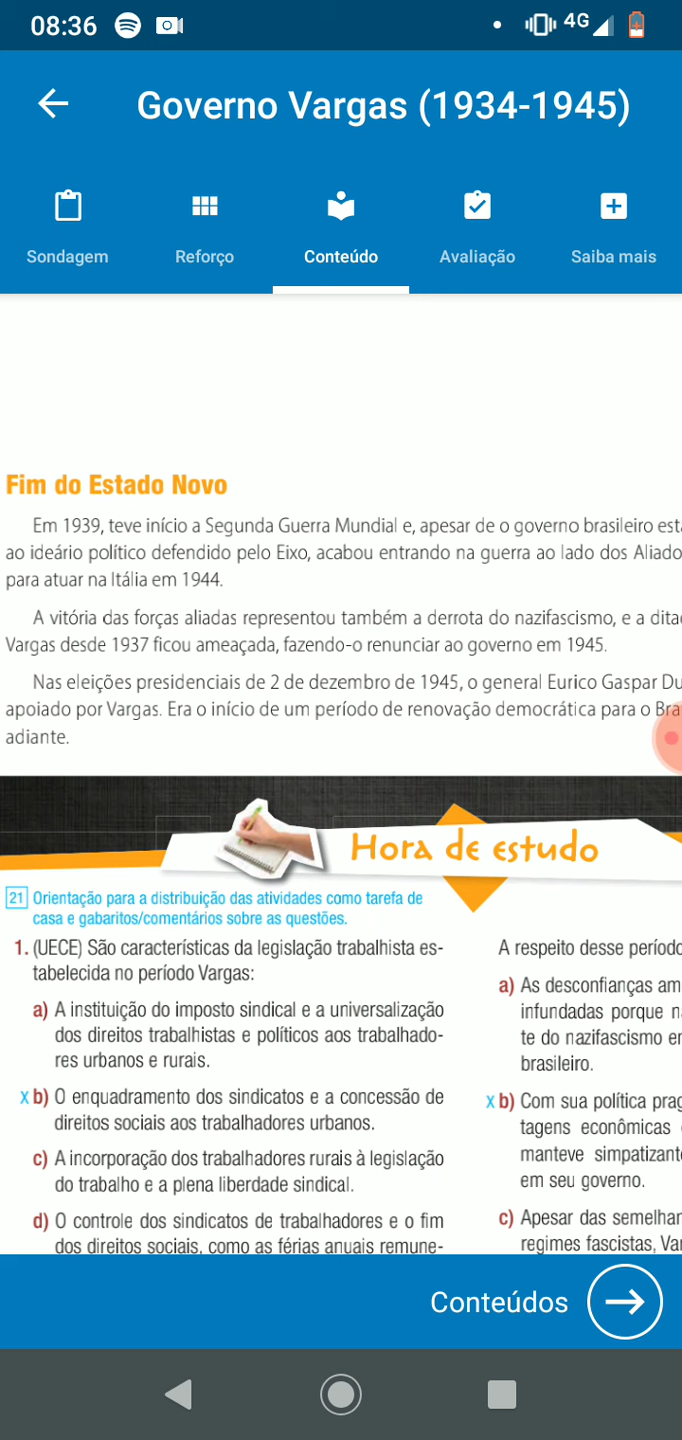 08:36
4G
Governo Vargas (1934-1945)
Sondagem
Reforço
Conteúdo
Avaliação
Saiba mais
Fim do Estado Novo
Em 1939, teve início a Segunda Guerra Mundial e, apesar de o governo brasileiro est
ao ideário político defendido pelo Eixo, acabou entrando na guerra ao lado dos Aliado
para atuar na Itália em 1944.
A vitória das forças aliadas representou também a derrota do nazifascismo, e a dita
Vargas desde 1937 ficou ameaçada, fazendo-o renunciar ao governo em 1945.
Nas eleições presidenciais de 2 de dezembro de 1945, o general Eurico Gaspar Du
apoiado por Vargas. Era o início de um período de renovação democrática para o Bra
adiante.
Hora de estudo
21 Orientação para a distribuição das atividades como tarefa de
casa e gabaritos/comentários sobre as questões.
1. (UECE) São características da legislação trabalhista es-
tabelecida no período Vargas:
a) A instituição do imposto sindical e a universalização
dos direitos trabalhistas e políticos aos trabalhado-
res urbanos e rurais.
x b) O enquadramento dos sindicatos e a concessão de
direitos sociais aos trabalhadores urbanos.
c) A incorporação dos trabalhadores rurais à legislação
do trabalho e a plena liberdade sindical.
d) O controle dos sindicatos de trabalhadores e o fim
dos direitos sociais, como as férias anuais remune-
A respeito desse período
a) As desconfianças am
infundadas porque n
te do nazifascismo e
brasileiro.
x b) Com sua política prag
tagens econômicas
manteve simpatizant
em seu governo.
c) Apesar das semelhan
regimes fascistas, Va
Conteúdos